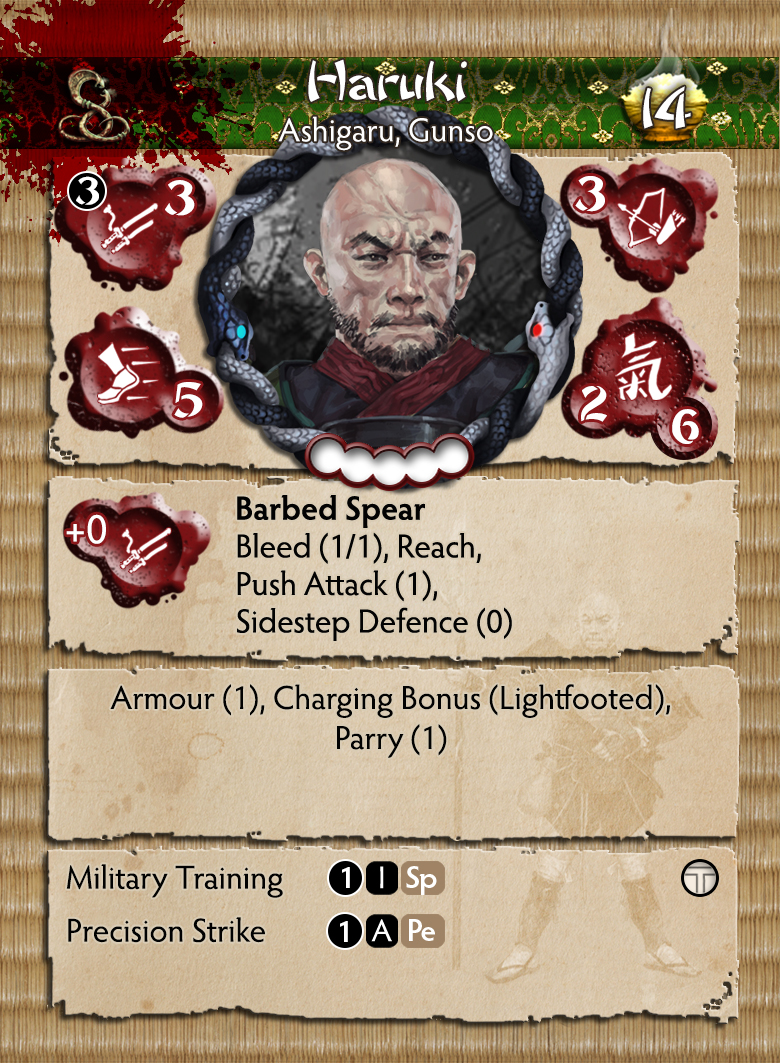 Haruki
14
Ashigaru, Gunso
3 3
3
5
氣
2 6
+0
Barbed Spear
Bleed (1/1), Reach,
Push Attack (1),
Sidestep Defence (0)
Armour (1), Charging Bonus (Lightfooted),
Parry (1)
Military Training 1 I Sp T
Precision Strike 1 A Pe